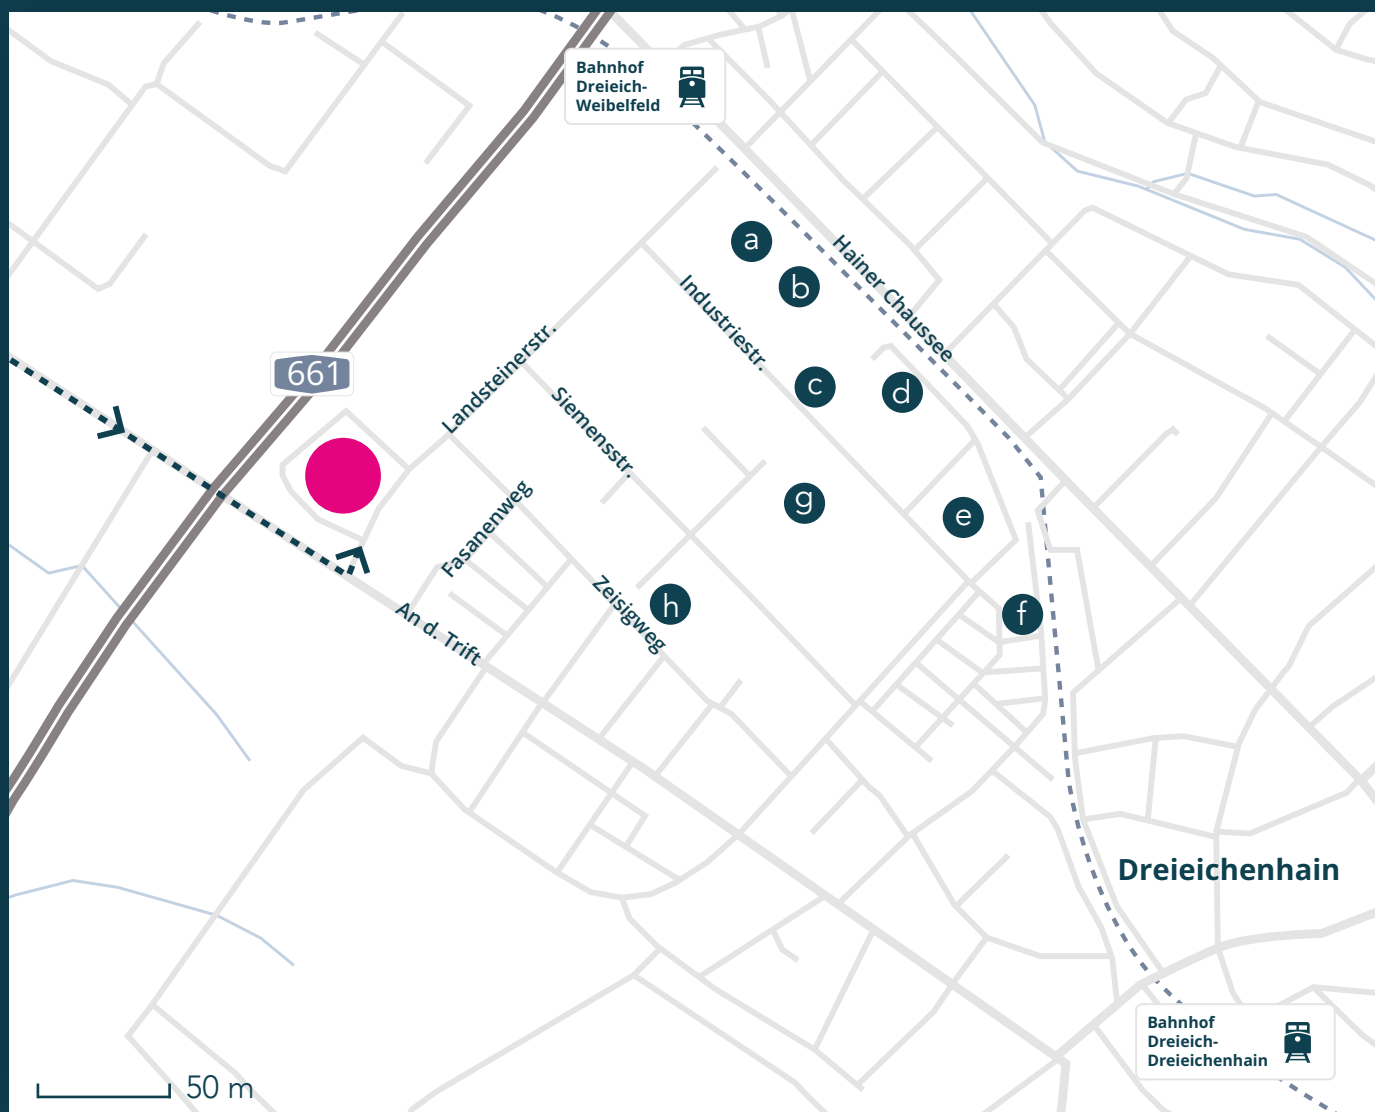 Bahnhof
Dreieich-
Weibelfeld
a
b
Hainer Chaussee
Industriestr.
661
Landsteinerstr.
Siemensstr.
c
d
g
e
Fasanenweg
h
f
Zeisigweg
An d. Trift
Dreieichenhain
Bahnhof
Dreieich-
Dreieichenhain
50 m